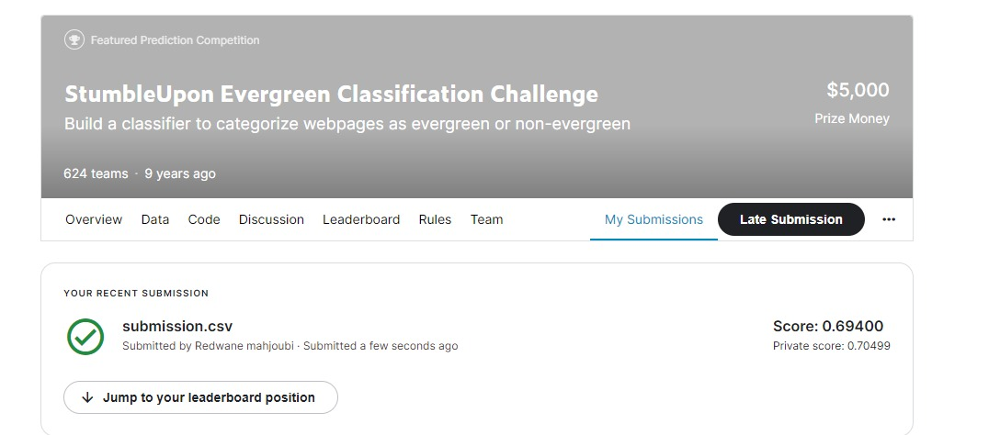 Featured Prediction Competition
StumbleUpon Evergreen Classification Challenge
$5,000
Build a classifier to categorize webpages as evergreen or non-evergreen
Prize Money
624 teams · 9 years ago
Overview Data Code Discussion Leaderboard Rules Team My Submissions Late Submission •••
YOUR RECENT SUBMISSION
submission.csv
Score: 0.69400
Submitted by Redwane mahjoubi · Submitted a few seconds ago
Private score: 0.70499
Jump to your leaderboard position